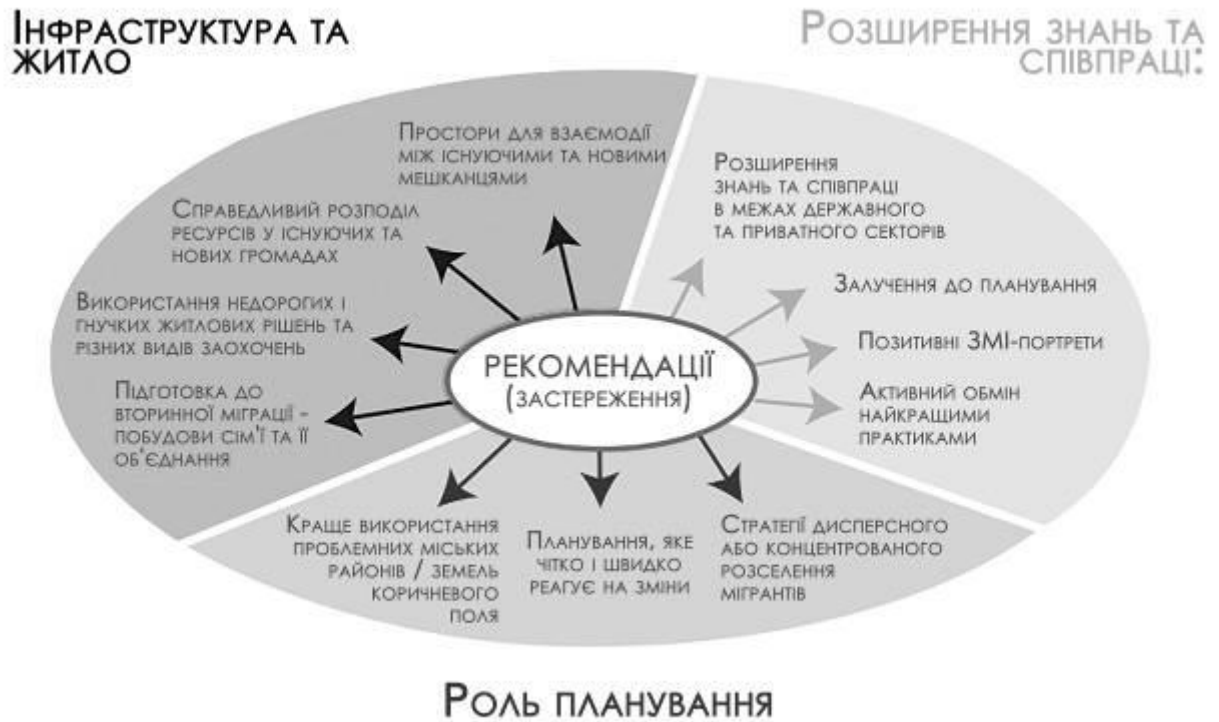 Інфраструктура та
житло
Розширення знань та
співпраці:
Простори для взаємодії
між існуючими та новими
мешканцями
Справедливий розподіл
ресурсів у існуючих та
нових громадах
Використання недорогих і
гнучких житлових рішень та
різних видів заохочень
Підготовка до
вторинної міграції -
побудови сім'ї та її
об'єднання
Розширення
знань та співпраці
в межах державного
та приватного секторів
Залучення до планування
Позитивні ЗМІ-портрети
Активний обмін
найкращими
практиками
РЕКОМЕНДАЦІЇ
(застереження)
Краще використання
проблемних міських
районів / земель
коричневого
поля
Планування, яке
чітко і швидко
реагує на зміни
Стратегії дисперсного
або концентрованого
розселення
мігрантів
Роль планування